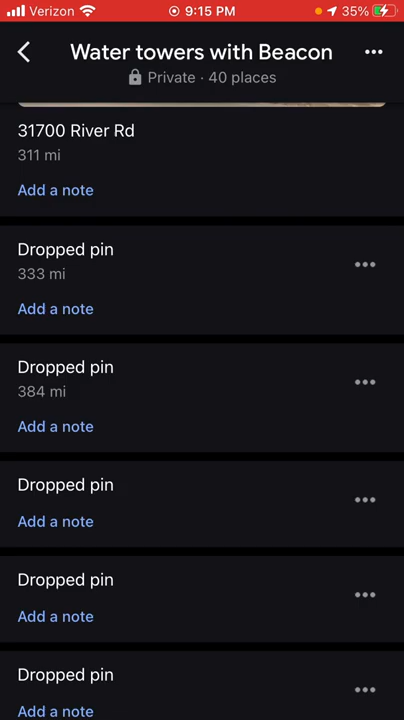 Verizon 9:15 PM 35%
Water towers with Beacon
Private · 40 places
31700 River Rd
311 mi
Add a note
Dropped pin
333 mi
Add a note
Dropped pin
384 mi
Add a note
Dropped pin
Add a note
Dropped pin
Add a note
Dropped pin
Add a note